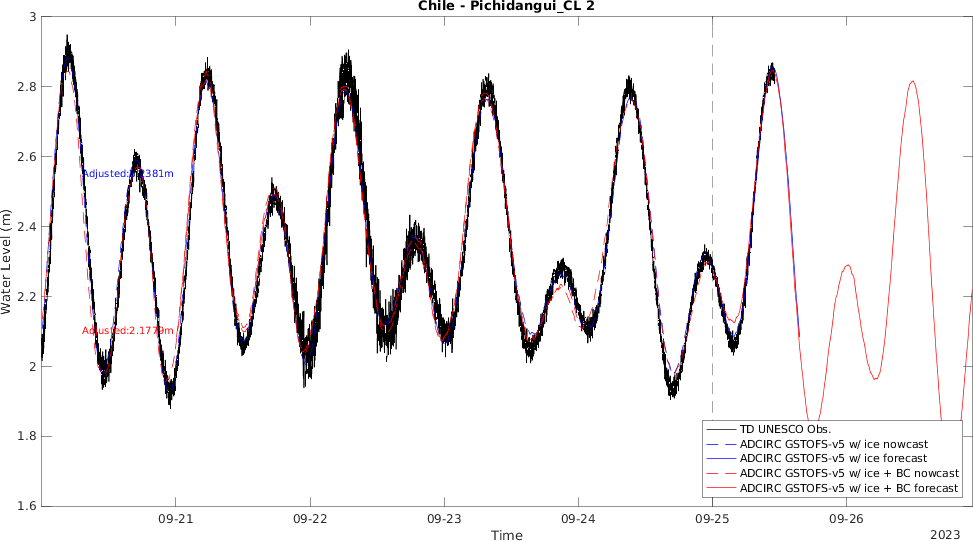 Chile - Pichidangui_CL 2
Water Level (m)
3
2.8
2.6
2.4
2.2
2
1.8
1.6
Adjusted:2.2381m
Adjusted:2.1779m
TD UNESCO Obs.
ADCIRC GSTOFS-v5 w/ ice nowcast
ADCIRC GSTOFS-v5 w/ ice forecast
ADCIRC GSTOFS-v5 w/ ice + BC nowcast
ADCIRC GSTOFS-v5 w/ ice + BC forecast
09-21
09-22
09-23
09-24
09-25
09-26
Time
2023